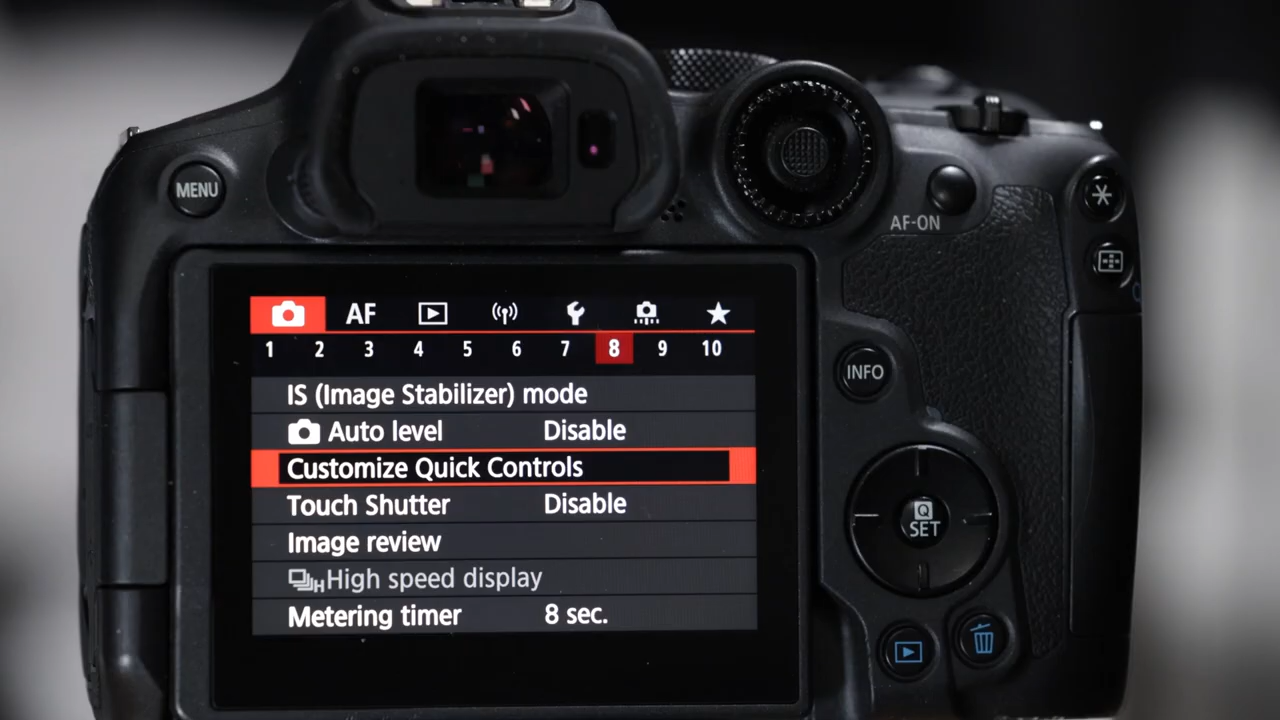 MENU
AF-ON
AF
1 2 3 4 5 6 7 8 9 10
IS (Image Stabilizer) mode
Auto level Disable
Customize Quick Controls
Touch Shutter Disable
Image review
H High speed display
Metering timer 8 sec.
INFO
Q
SET